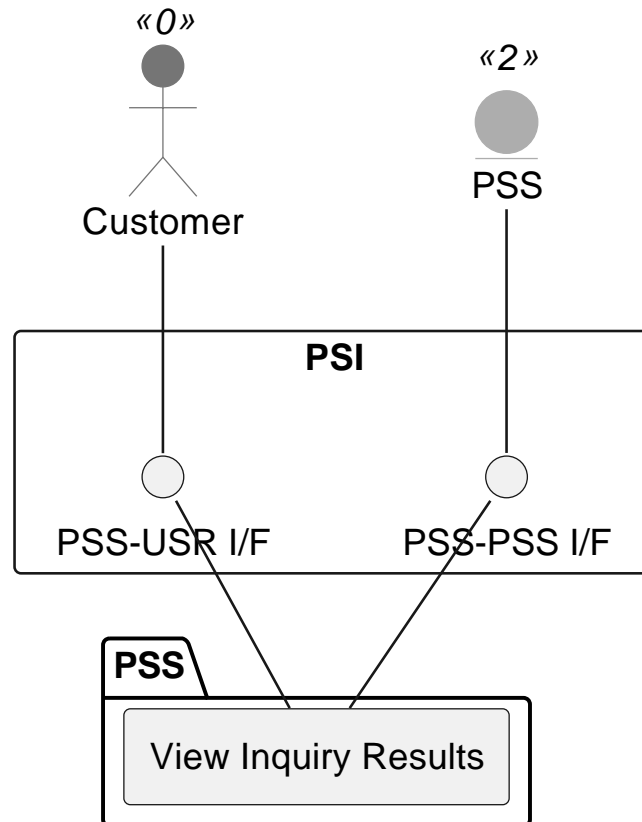 «0»
«2»
Customer
PSS
PSI
PSS-USR I/F
PSS-PSS I/F
PSS
View Inquiry Results